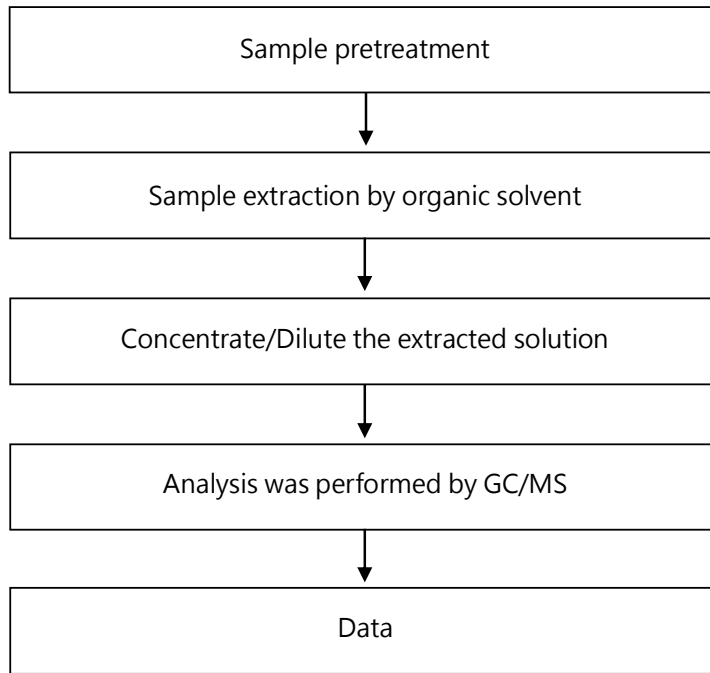 Sample pretreatment
Sample extraction by organic solvent
Concentrate/Dilute the extracted solution
Analysis was performed by GC/MS
Data